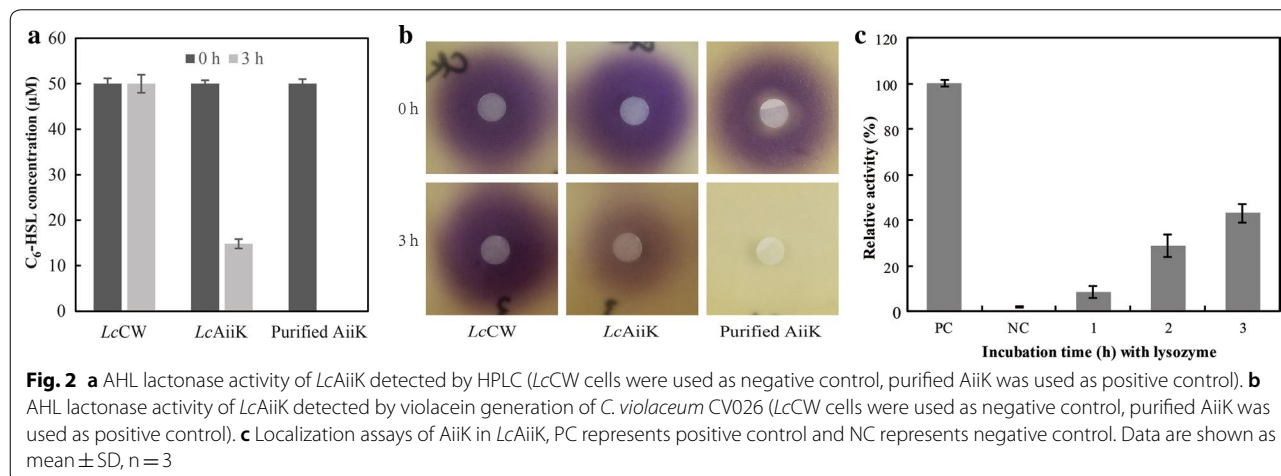 a
0 h 3 h
C6-HSL concentration (μM)
60
50
40
30
20
10
0
LcCW LcAiiK Purified AiiK
b
0 h
3 h
LcCW LcAiiK Purified AiiK
c
Relative activity (%)
120
100
80
60
40
20
0
PC NC 1 2 3
Incubation time (h) with lysozyme
Fig. 2 a AHL lactonase activity of LcAiiK detected by HPLC (LcCW cells were used as negative control, purified AiiK was used as positive control). b
AHL lactonase activity of LcAiiK detected by violacein generation of C. violaceum CV026 (LcCW cells were used as negative control, purified AiiK was
used as positive control). c Localization assays of AiiK in LcAiiK, PC represents positive control and NC represents negative control. Data are shown as
mean ± SD, n = 3